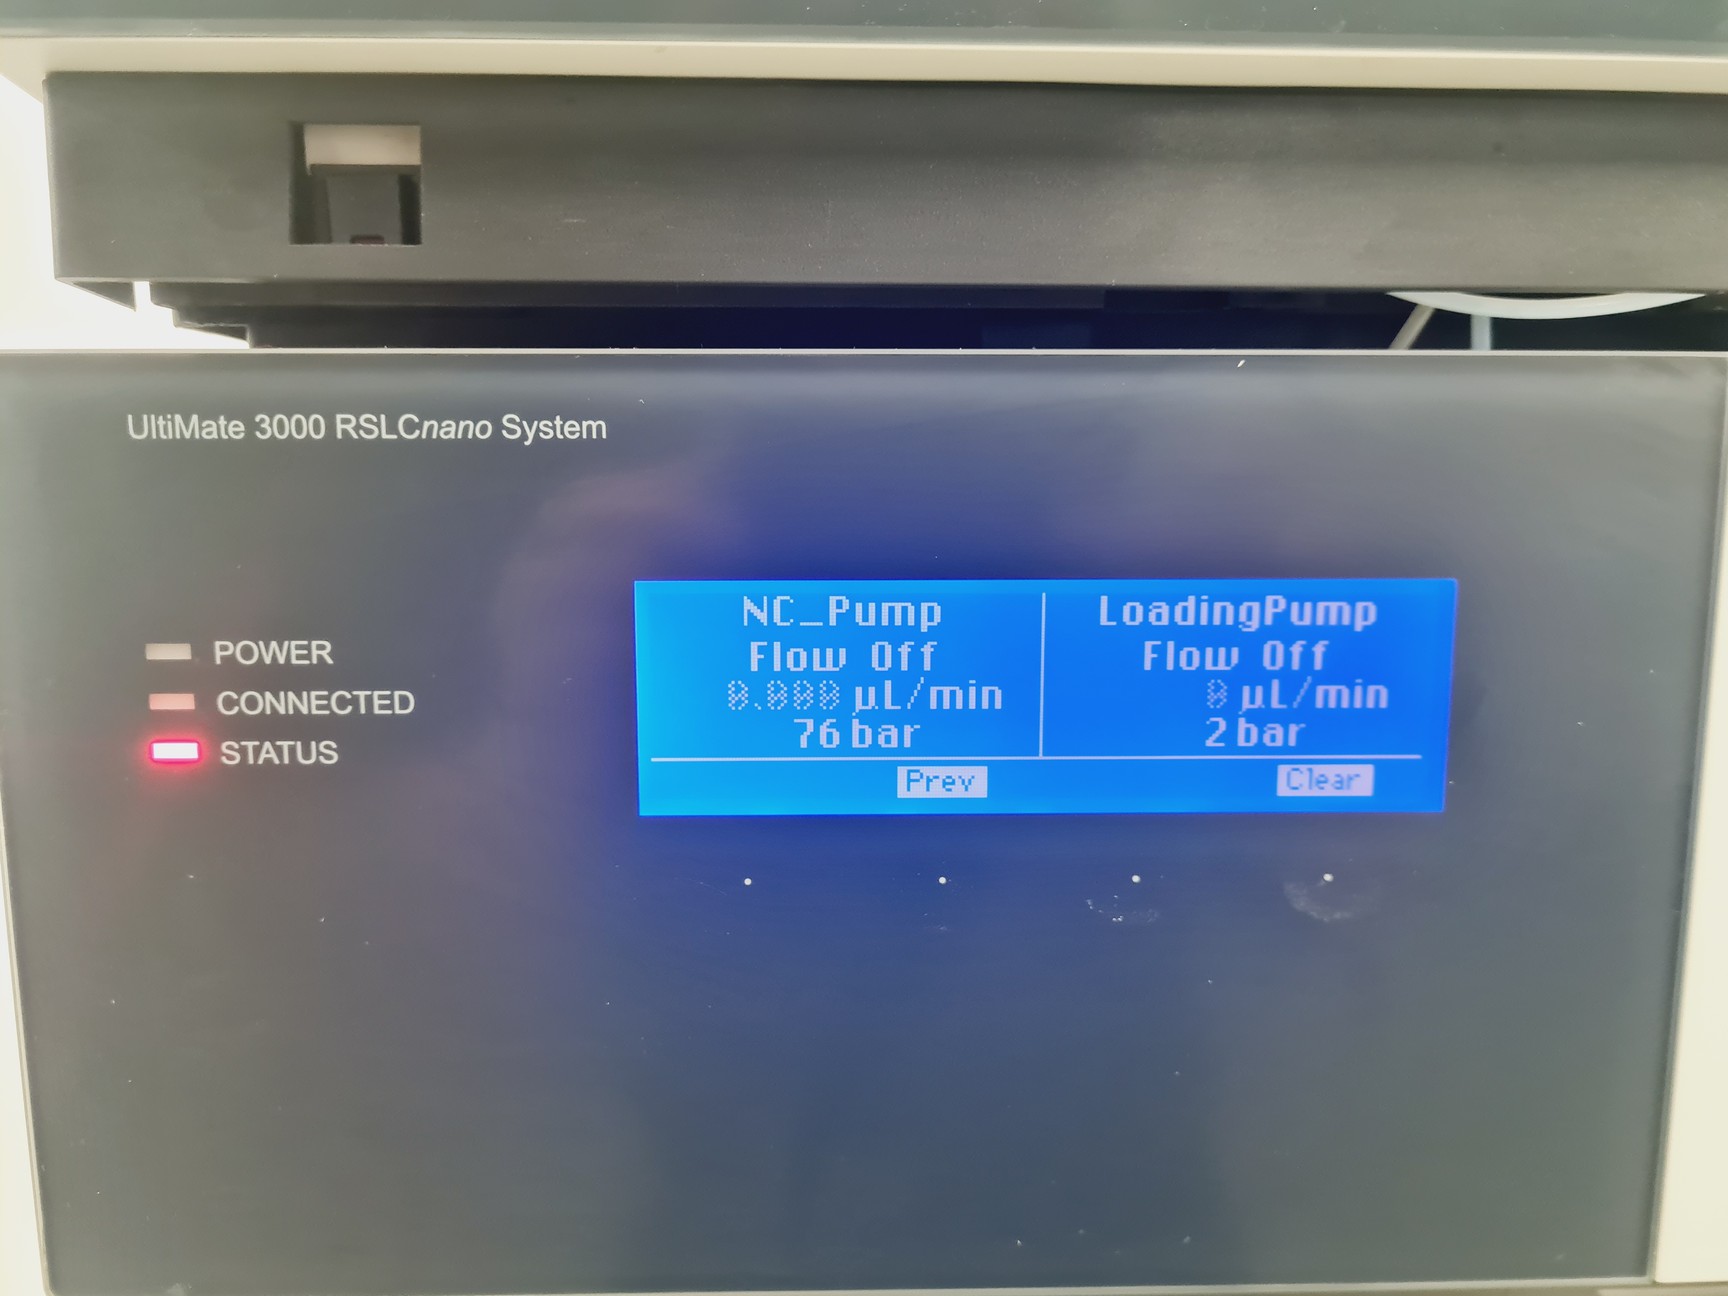 UltiMate 3000 RSLCnano System
POWER
CONNECTED
STATUS
NC_Pump
Flow Off
0.000 µL/min
76 bar
LoadingPump
Flow Off
0 µL/min
2 bar
Prev
Clear